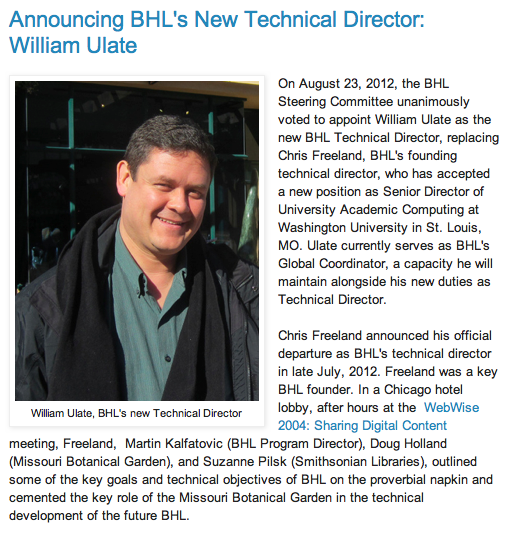 Announcing BHL's New Technical Director:
William Ulate
On August 23, 2012, the BHL
Steering Committee unanimously
voted to appoint William Ulate as the
new BHL Technical Director, replacing
Chris Freeland, BHL's founding
technical director, who has accepted
a new position as Senior Director of
University Academic Computing at
Washington University in St. Louis,
MO. Ulate currently serves as BHL's
Global Coordinator, a capacity he will
maintain alongside his new duties as
Technical Director.
William Ulate, BHL's new Technical Director
Chris Freeland announced his official
departure as BHL's technical director
in late July, 2012. Freeland was a key
BHL founder. In a Chicago hotel
lobby, after hours at the WebWise
2004: Sharing Digital Content
meeting, Freeland, Martin Kalfatovic (BHL Program Director), Doug Holland
(Missouri Botanical Garden), and Suzanne Pilsk (Smithsonian Libraries), outlined
some of the key goals and technical objectives of BHL on the proverbial napkin and
cemented the key role of the Missouri Botanical Garden in the technical
development of the future BHL.